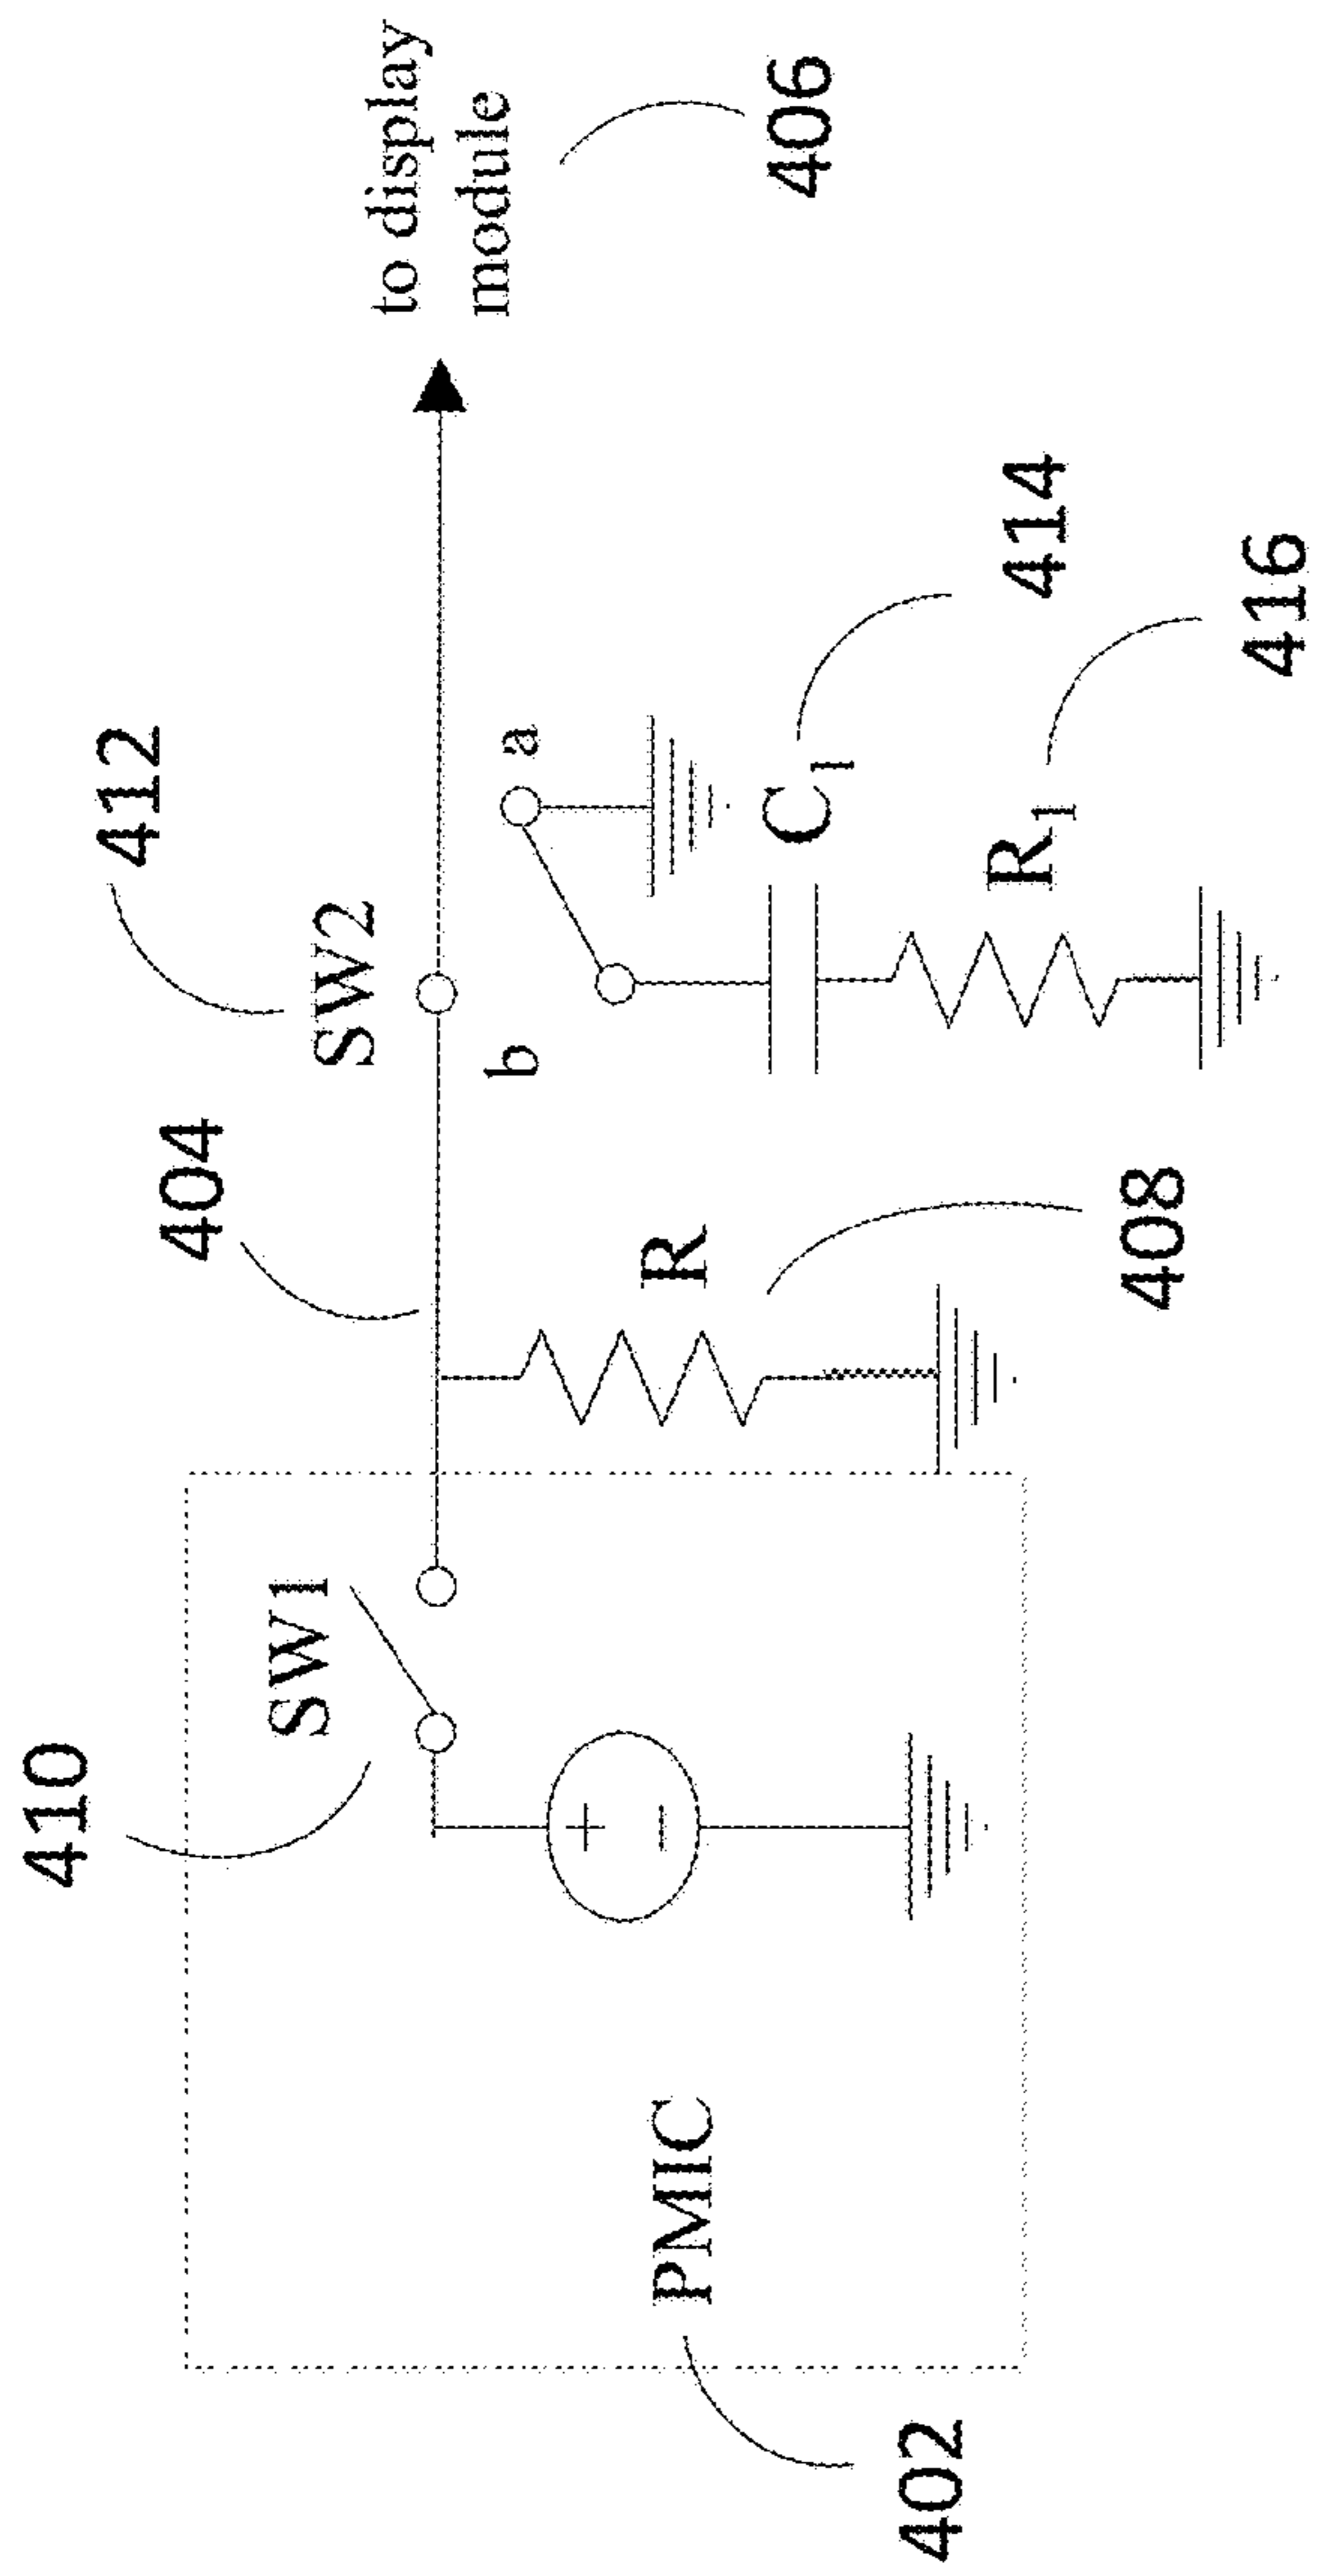 410
SW1
402
PMIC
404
R
408
412
SW2
b
a
C1
414
R1
416
to display
module
406
+
−